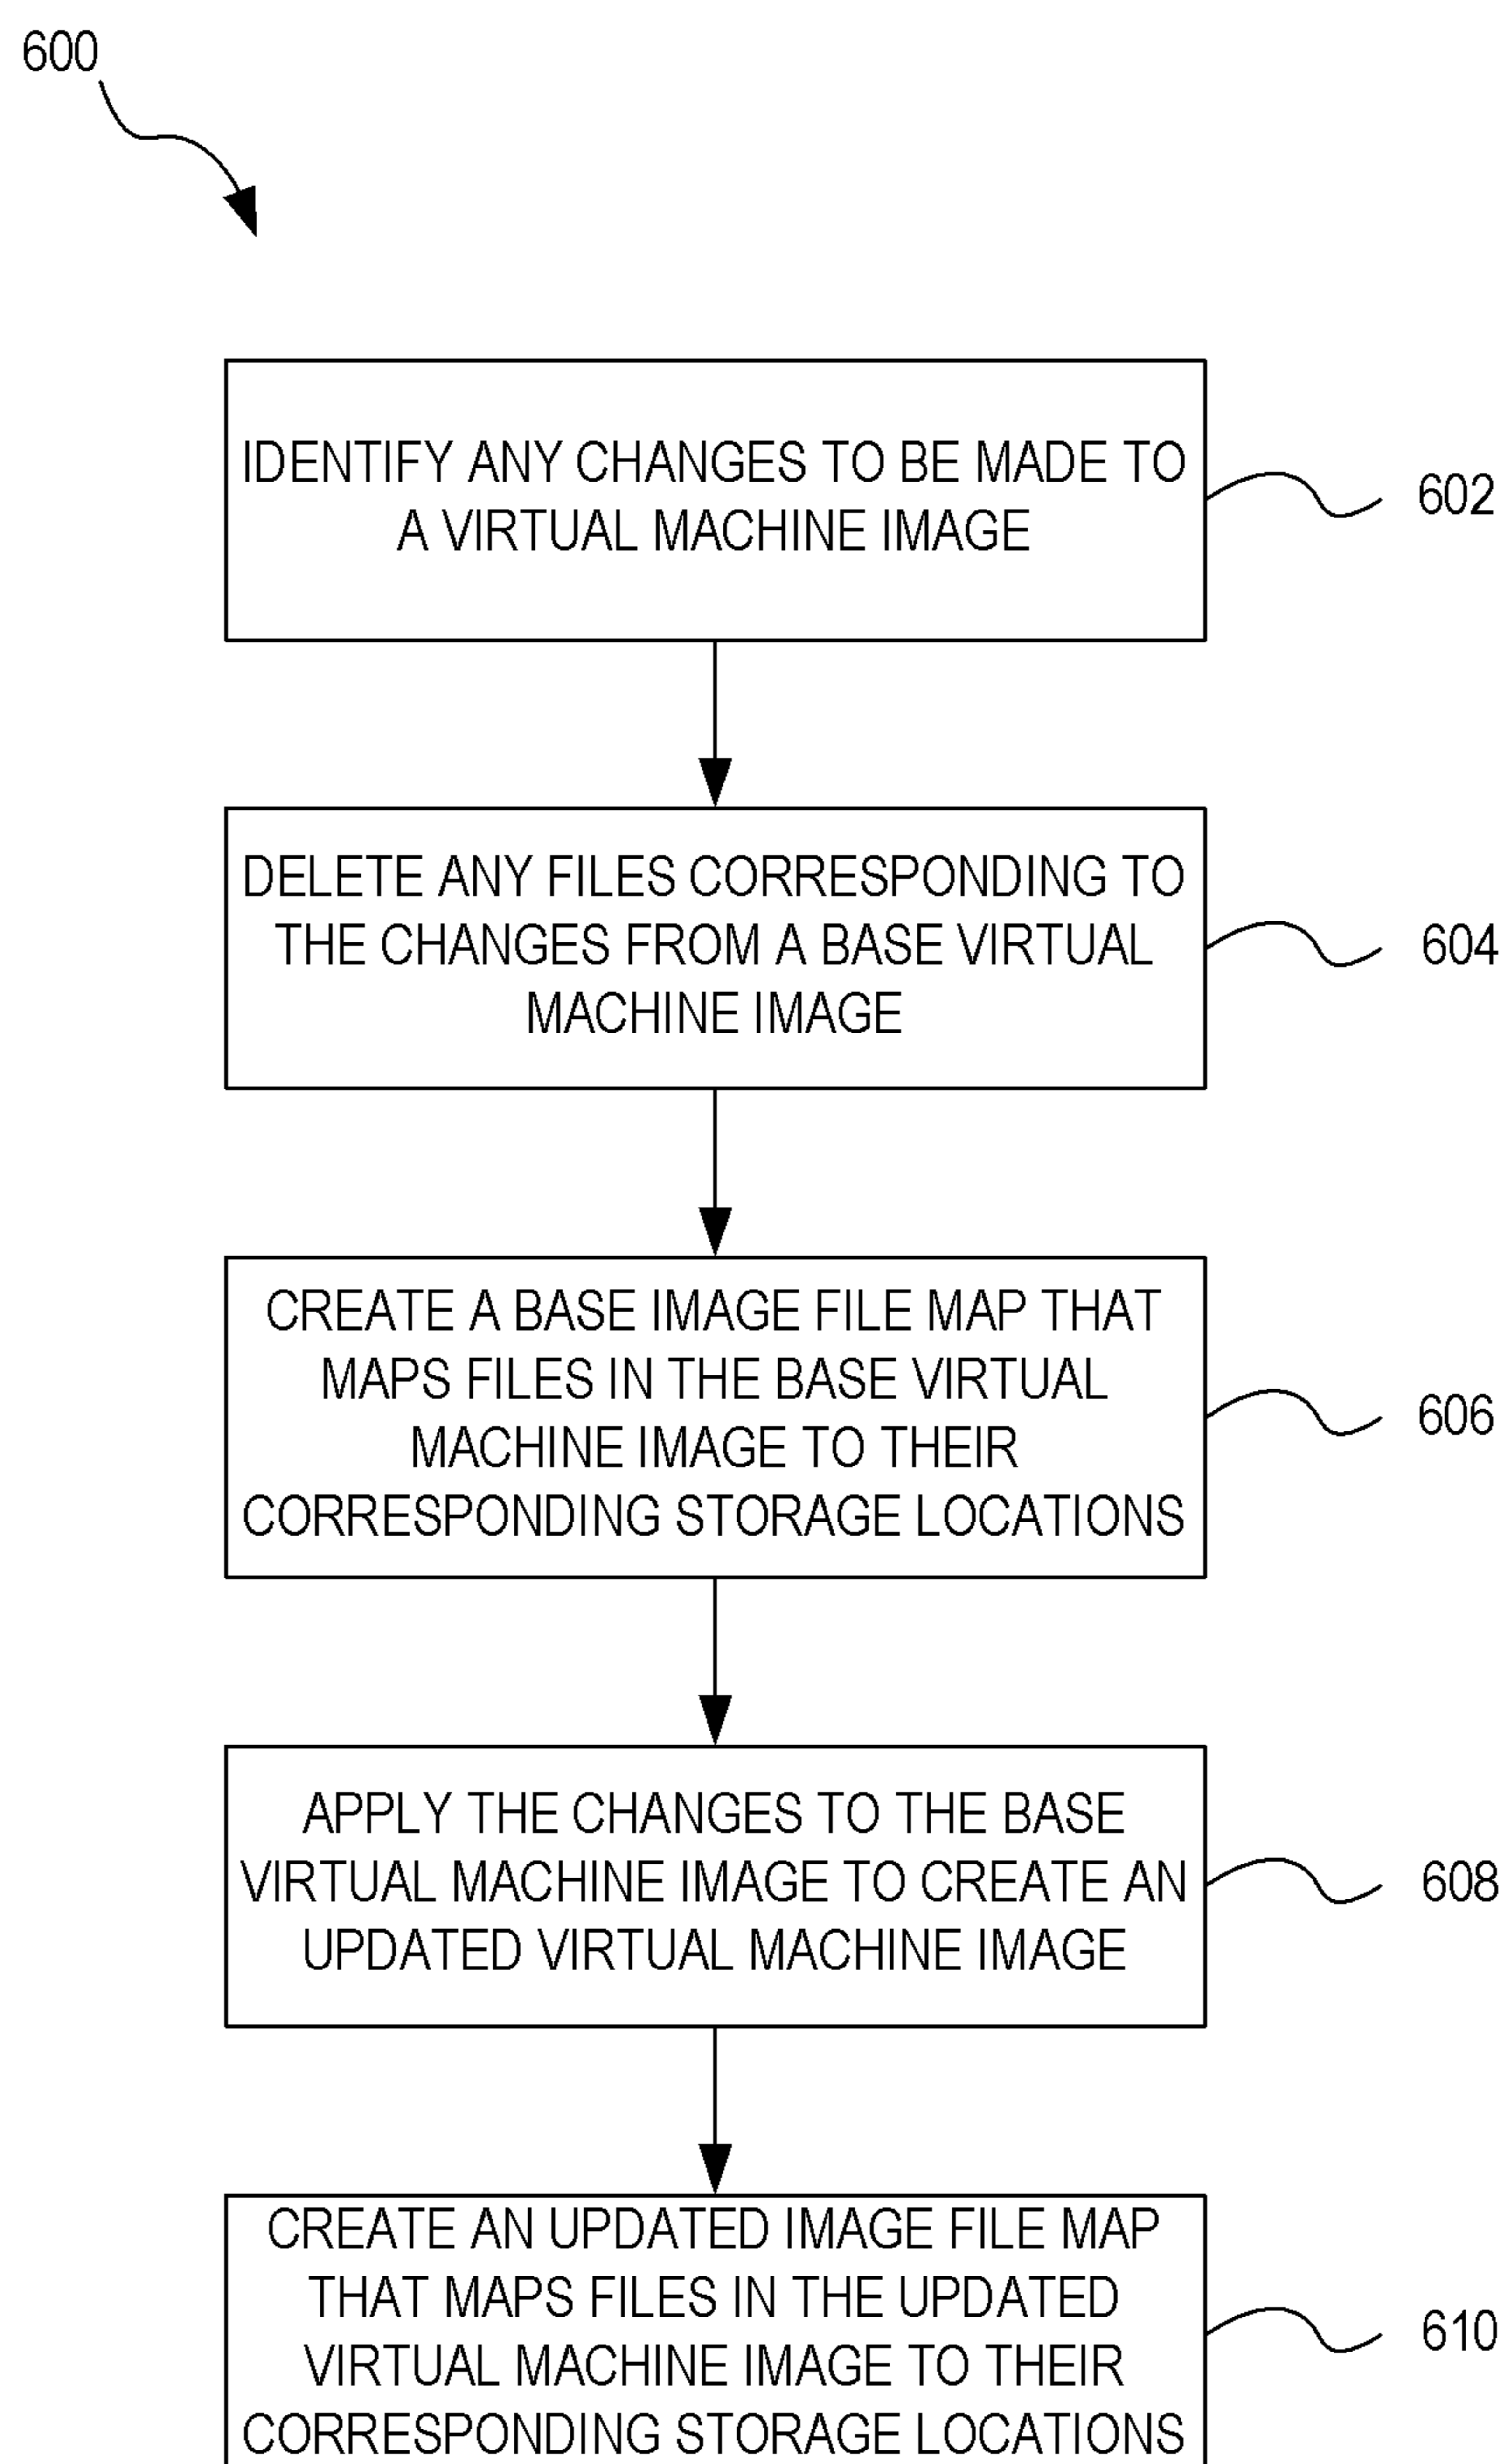 600
IDENTIFY ANY CHANGES TO BE MADE TO
A VIRTUAL MACHINE IMAGE
602
DELETE ANY FILES CORRESPONDING TO
THE CHANGES FROM A BASE VIRTUAL
MACHINE IMAGE
604
CREATE A BASE IMAGE FILE MAP THAT
MAPS FILES IN THE BASE VIRTUAL
MACHINE IMAGE TO THEIR
CORRESPONDING STORAGE LOCATIONS
606
APPLY THE CHANGES TO THE BASE
VIRTUAL MACHINE IMAGE TO CREATE AN
UPDATED VIRTUAL MACHINE IMAGE
608
CREATE AN UPDATED IMAGE FILE MAP
THAT MAPS FILES IN THE UPDATED
VIRTUAL MACHINE IMAGE TO THEIR
CORRESPONDING STORAGE LOCATIONS
610